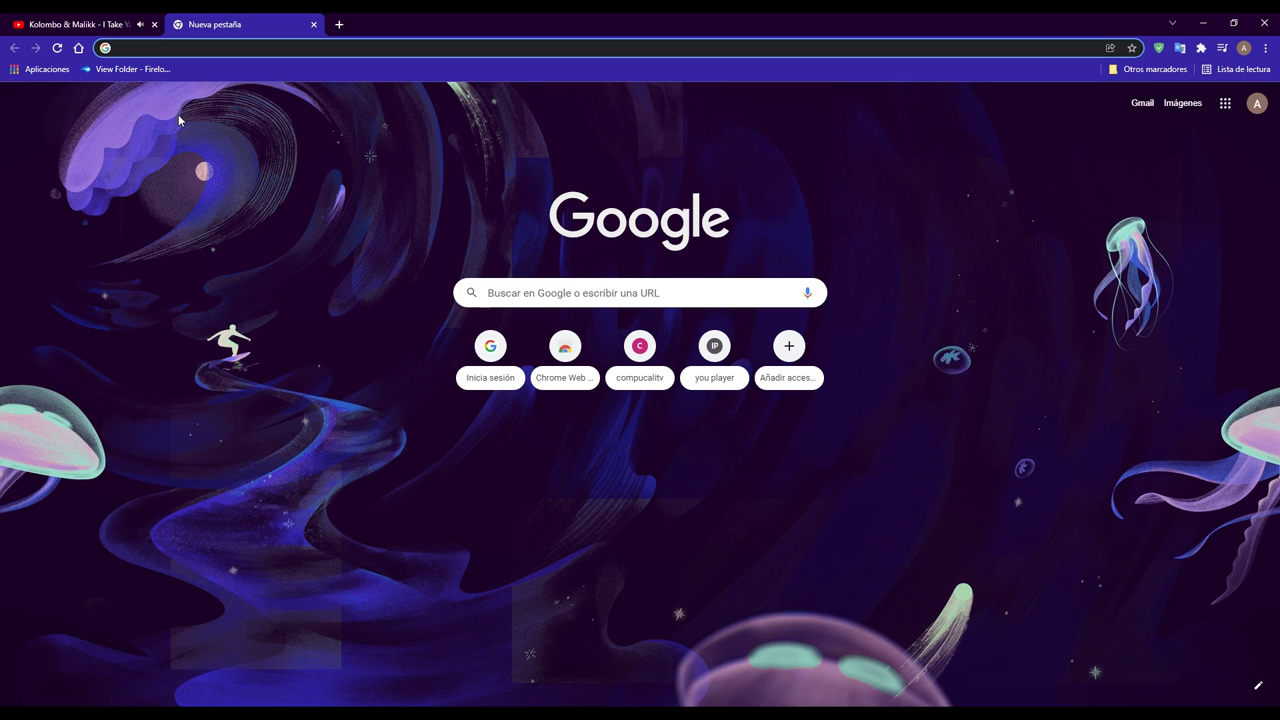 Kolombo & Malikk - I Take Y
Nueva pestaña
Aplicaciones
View Folder - Firelo...
Otros marcadores
Lista de lectura
Gmail
Imágenes
A
A
Google
Buscar en Google o escribir una URL
C
IP
Inicia sesión
Chrome Web ...
compucalitv
you player
Añadir acces...